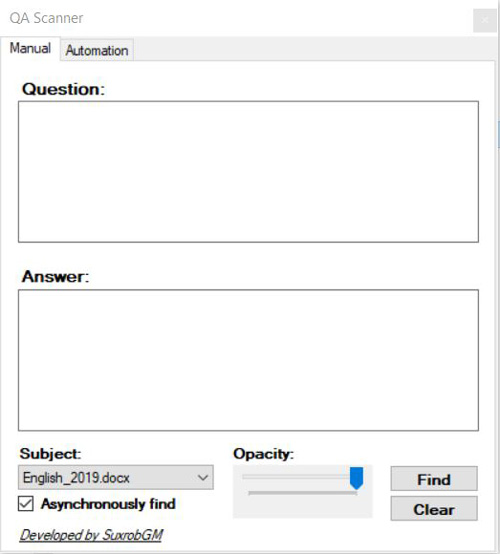 QA Scanner
Manual
Automation
Question:
Answer:
Subject:
Opacity:
English_2019.docx
Find
Asynchronously find
Clear
Developed by SuxrobGM